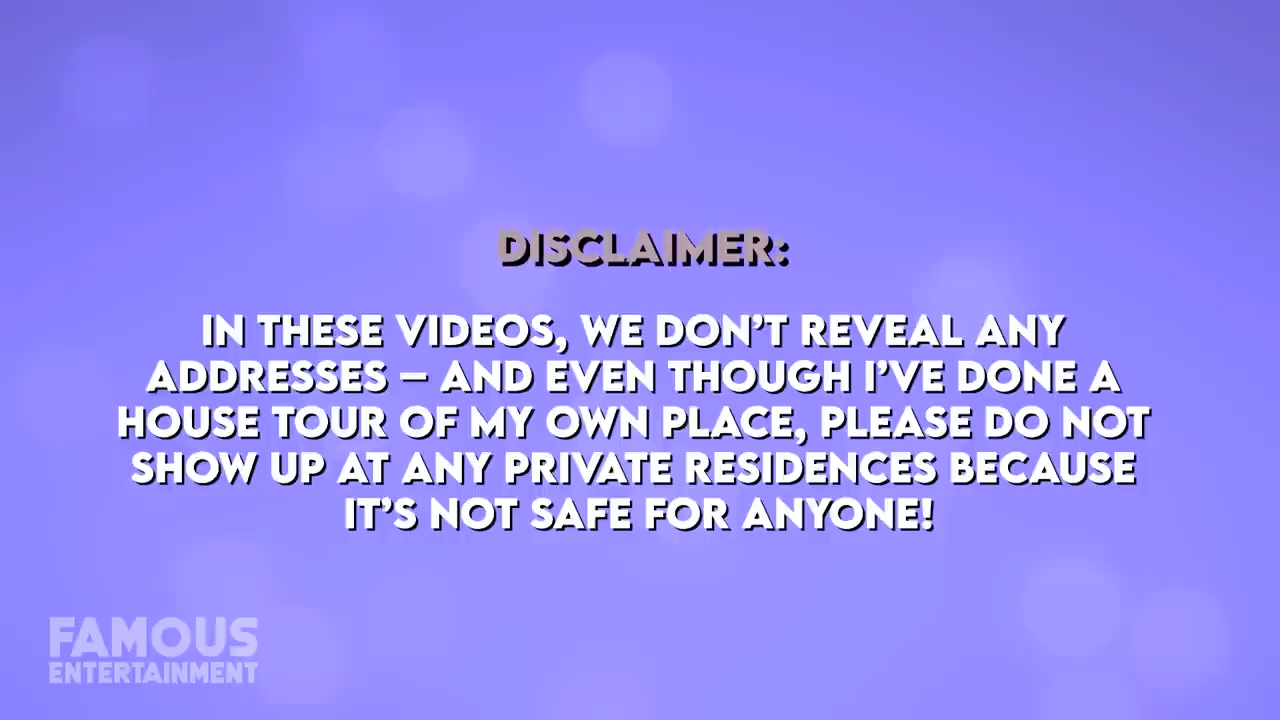 DISCLAIMER:
IN THESE VIDEOS, WE DON'T REVEAL ANY
ADDRESSES – AND EVEN THOUGH I'VE DONE A
HOUSE TOUR OF MY OWN PLACE, PLEASE DO NOT
SHOW UP AT ANY PRIVATE RESIDENCES BECAUSE
IT'S NOT SAFE FOR ANYONE!
FAMOUS
ENTERTAINMENT